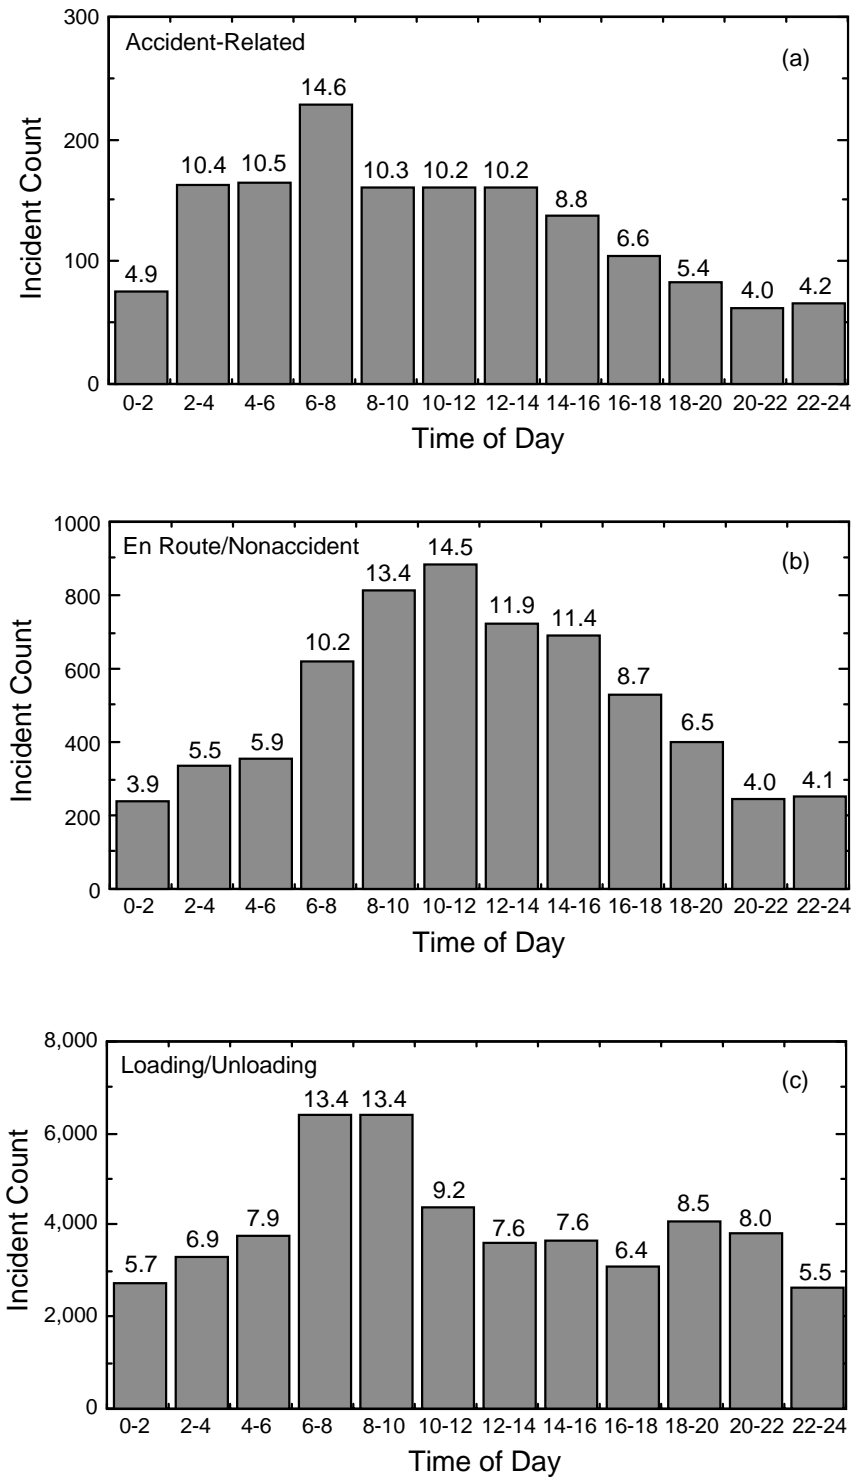 300
Accident-Related
(a)
14.6
200
10.4 10.5 10.3 10.2 10.2
8.8
6.6
5.4
4.9
4.0 4.2
100
0
Incident Count
0-2 2-4 4-6 6-8 8-10 10-12 12-14 14-16 16-18 18-20 20-22 22-24
Time of Day
1000
En Route/Nonaccident
(b)
14.5
13.4
11.9 11.4
800
10.2
8.7
600
6.5
5.5 5.9
400
3.9
4.0 4.1
200
0
Incident Count
0-2 2-4 4-6 6-8 8-10 10-12 12-14 14-16 16-18 18-20 20-22 22-24
Time of Day
8,000
Loading/Unloading
(c)
13.4 13.4
6,000
9.2
8.5
7.9
7.6 7.6
8.0
6.9
6.4
4,000
5.7
5.5
2,000
0
Incident Count
0-2 2-4 4-6 6-8 8-10 10-12 12-14 14-16 16-18 18-20 20-22 22-24
Time of Day